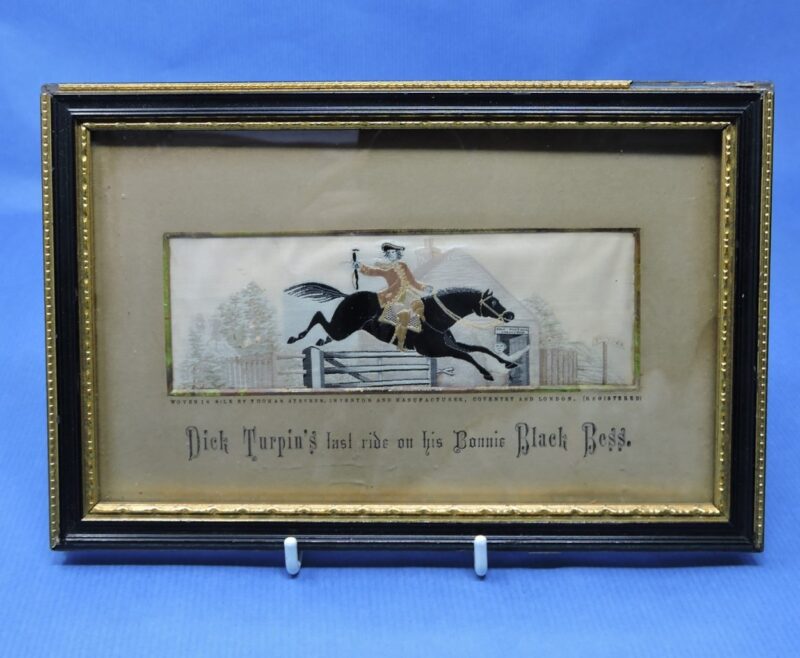 WOVEN IN SILK BY THOMAS STEVENS, INVENTOR AND MANUFACTURER, COVENTRY AND LONDON. (REGISTERED)
Dick Turpin's last ride on his Bonnie Black Bess.